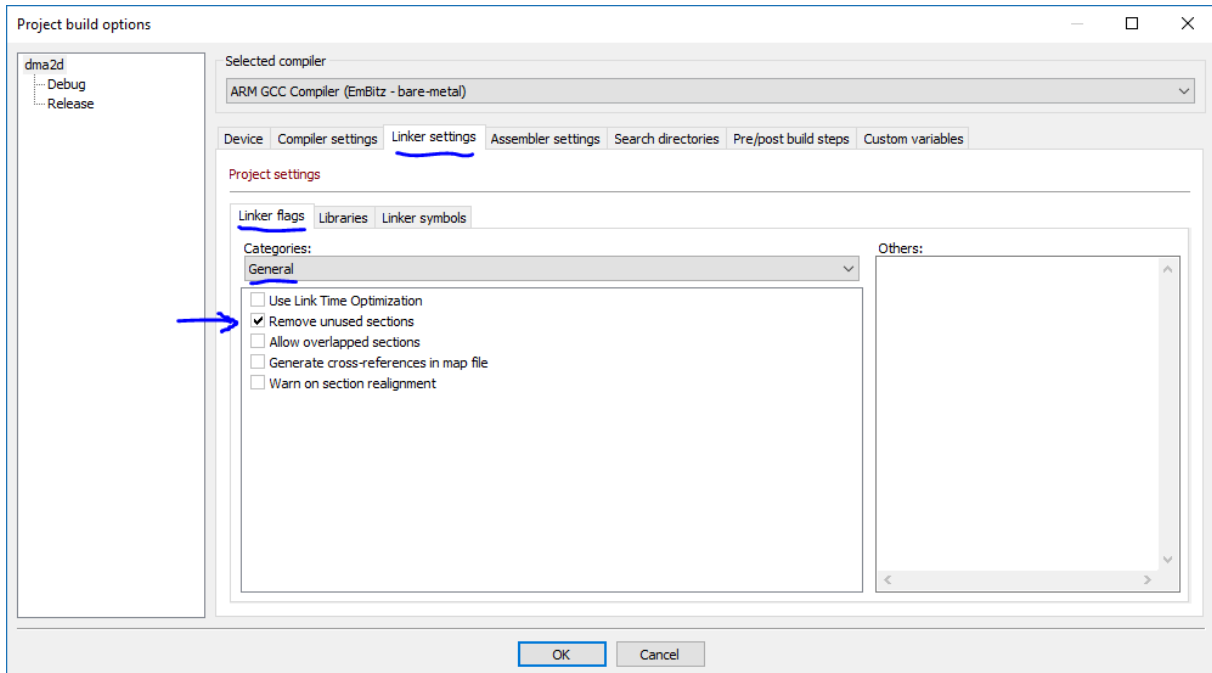 Project build options
dma2d
Debug
Release
Selected compiler
ARM GCC Compiler (EmBitz - bare-metal)
Device Compiler settings Linker settings Assembler settings Search directories Pre/post build steps Custom variables
Project settings
Linker flags Libraries Linker symbols
Categories:
General
Use Link Time Optimization
Remove unused sections
Allow overlapped sections
Generate cross-references in map file
Warn on section realignment
Others:
OK Cancel